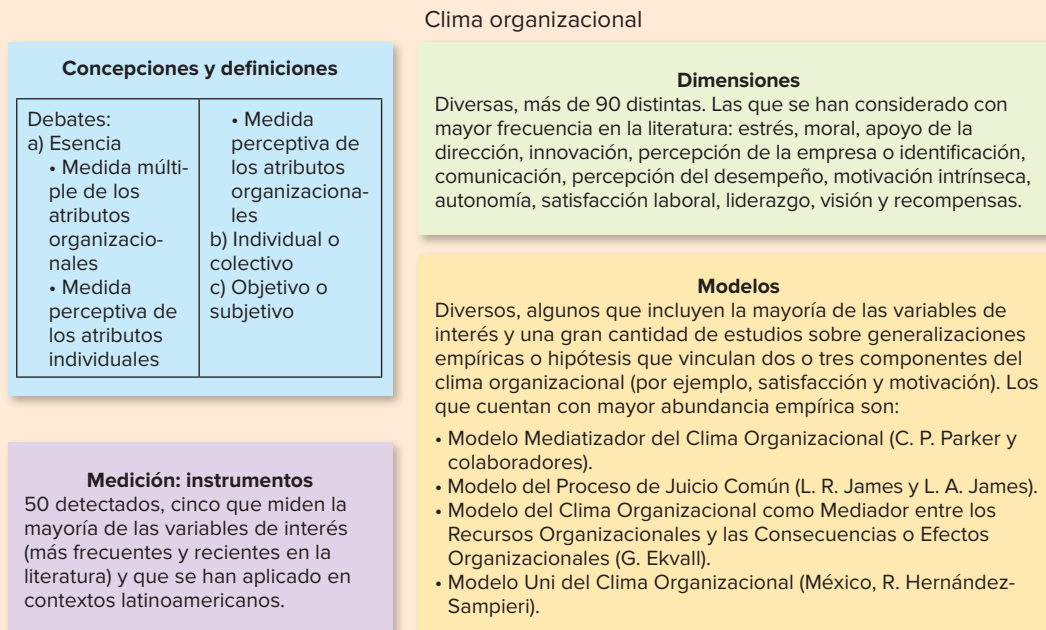 Clima organizacional
Concepciones y definiciones
Debates:
a) Esencia
• Medida múlti-
ple de los
atributos
organizacio-
nales
• Medida
perceptiva de
los atributos
individuales
• Medida
perceptiva de
los atributos
organizaciona-
les
b) Individual o
colectivo
c) Objetivo o
subjetivo
Dimensiones
Diversas, más de 90 distintas. Las que se han considerado con
mayor frecuencia en la literatura: estrés, moral, apoyo de la
dirección, innovación, percepción de la empresa o identificación,
comunicación, percepción del desempeño, motivación intrínseca,
autonomía, satisfacción laboral, liderazgo, visión y recompensas.
Medición: instrumentos
50 detectados, cinco que miden la
mayoría de las variables de interés
(más frecuentes y recientes en la
literatura) y que se han aplicado en
contextos latinoamericanos.
Modelos
Diversos, algunos que incluyen la mayoría de las variables de
interés y una gran cantidad de estudios sobre generalizaciones
empíricas o hipótesis que vinculan dos o tres componentes del
clima organizacional (por ejemplo, satisfacción y motivación). Los
que cuentan con mayor abundancia empírica son:
• Modelo Mediatizador del Clima Organizacional (C. P. Parker y
colaboradores).
• Modelo del Proceso de Juicio Común (L. R. James y L. A. James).
• Modelo del Clima Organizacional como Mediador entre los
Recursos Organizacionales y las Consecuencias o Efectos
Organizacionales (G. Ekvall).
• Modelo Uni del Clima Organizacional (México, R. Hernández-
Sampieri).